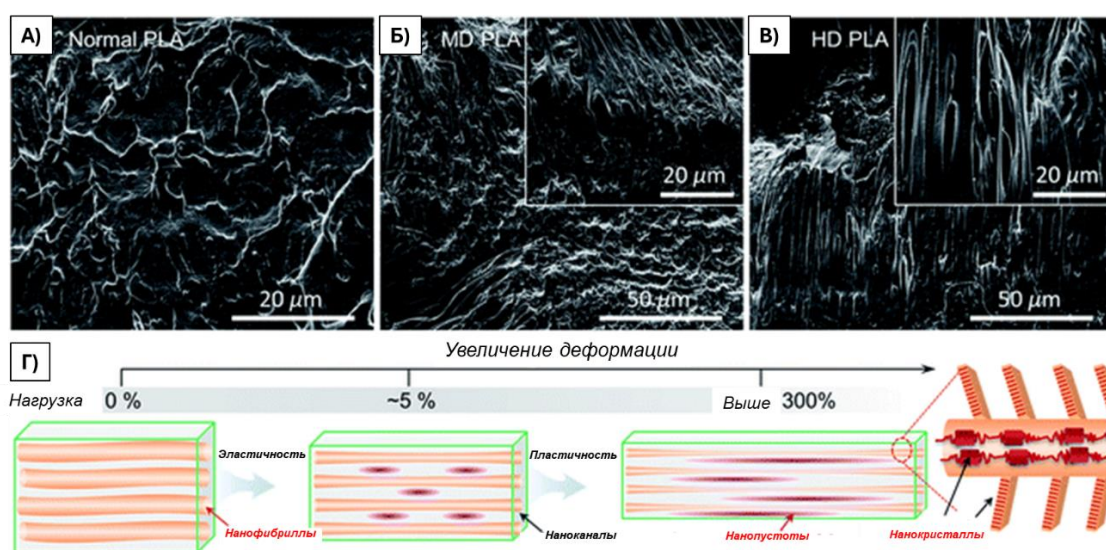 А)
Normal PLA
20 μm
Б)
MD PLA
20 μm
50 μm
В)
HD PLA
20 μm
50 μm
Г)
Увеличение деформации
Нагрузка 0 % ~5 % Выше 300%
Эластичность
Пластичность
Нанофибриллы
Наноканалы
Нанопустоты
Нанокристаллы